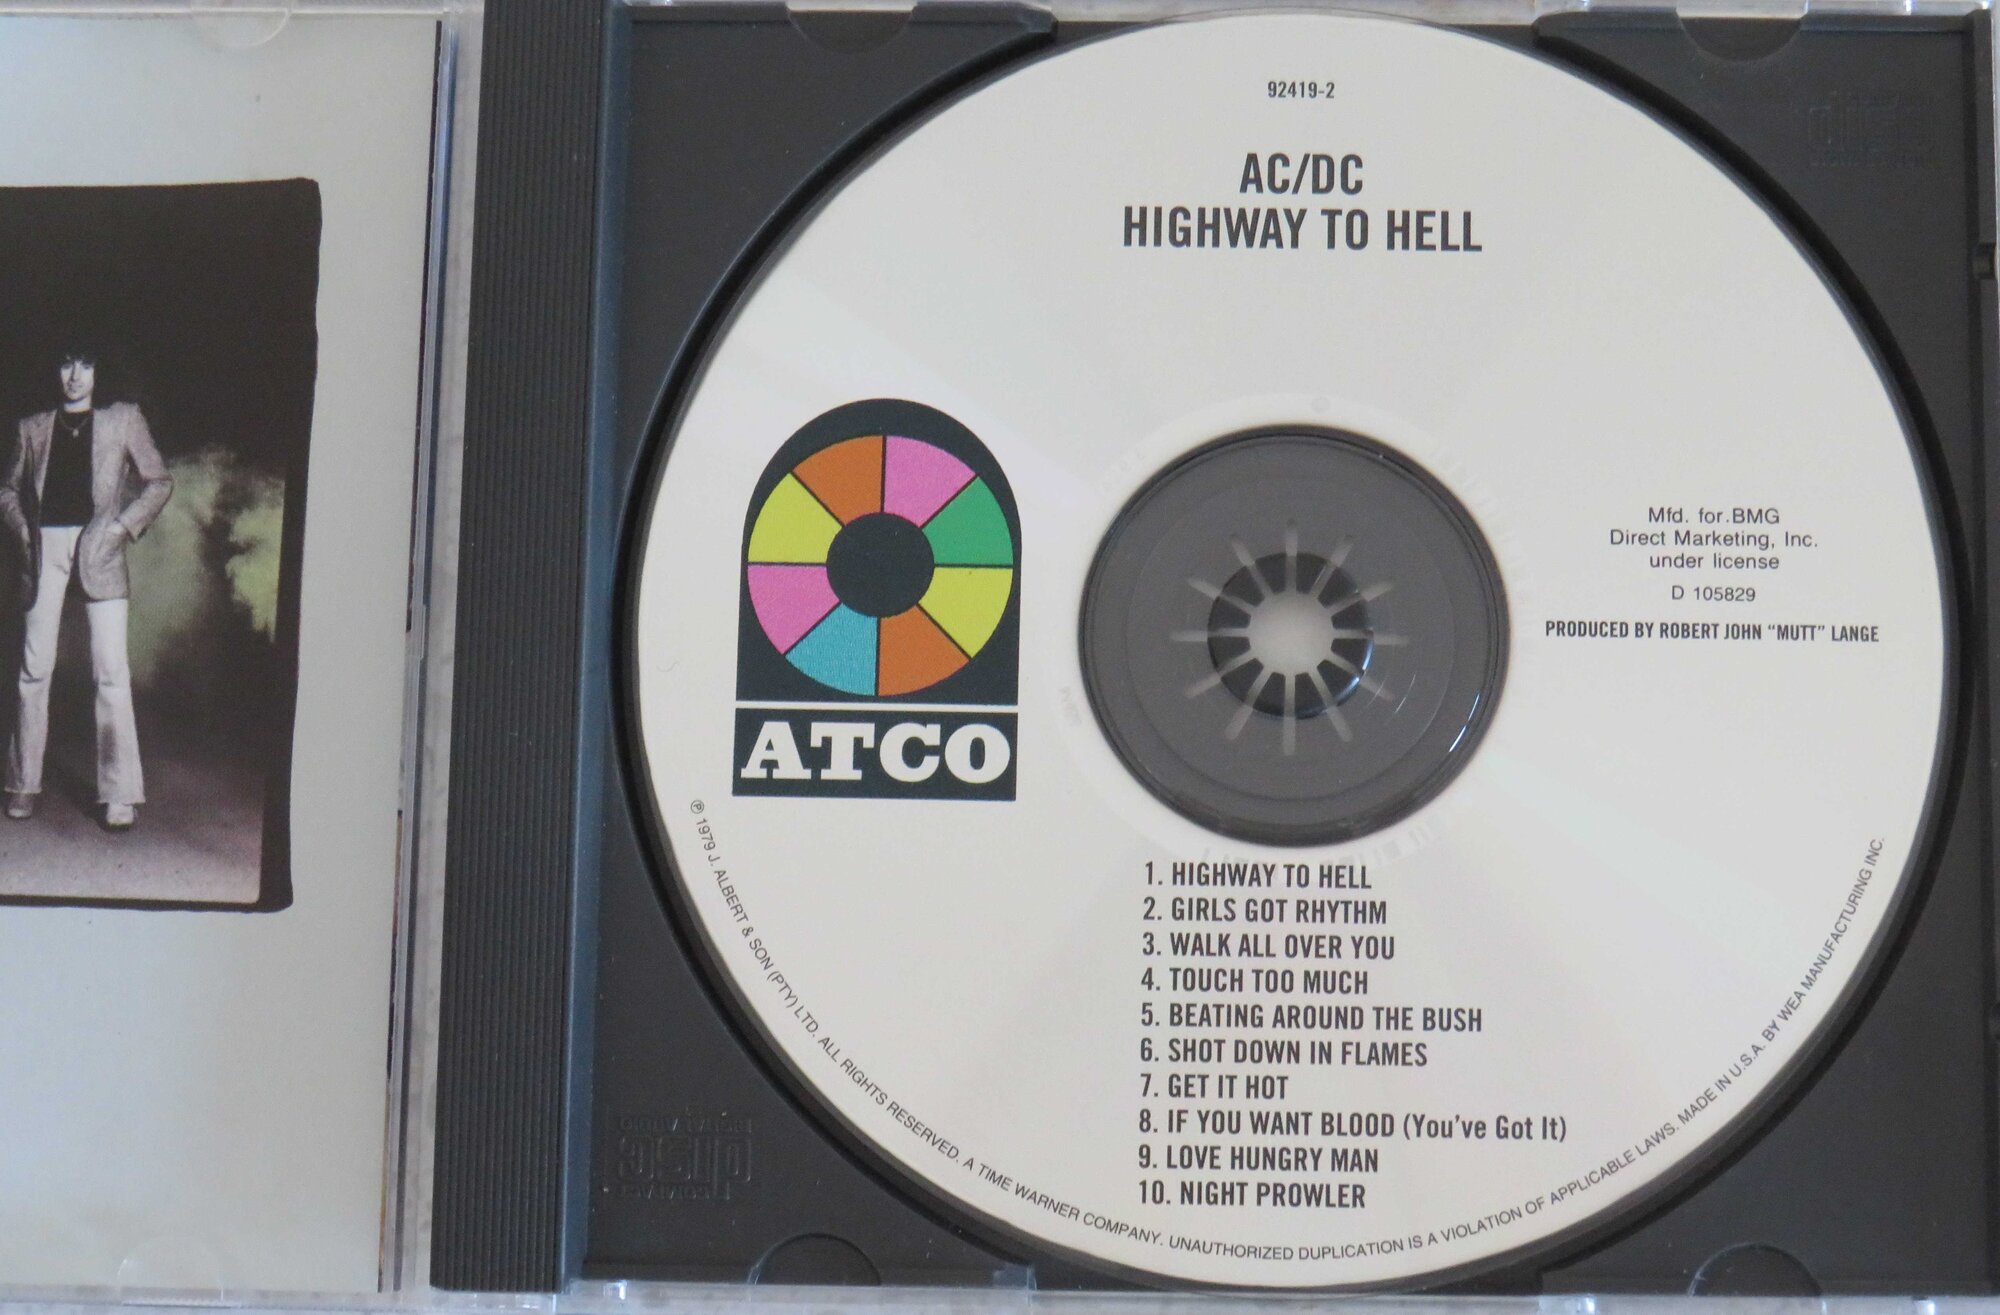 92419-2
AC/DC
HIGHWAY TO HELL
ATCO
Mfd. for BMG
Direct Marketing, Inc.
under license
D 105829
PRODUCED BY ROBERT JOHN "MUTT" LANGE
1. HIGHWAY TO HELL
2. GIRLS GOT RHYTHM
3. WALK ALL OVER YOU
4. TOUCH TOO MUCH
5. BEATING AROUND THE BUSH
6. SHOT DOWN IN FLAMES
7. GET IT HOT
8. IF YOU WANT BLOOD (You've Got It)
9. LOVE HUNGRY MAN
10. NIGHT PROWLER
℗ 1979 J. ALBERT & SON (PTY) LTD. ALL RIGHTS RESERVED. A TIME WARNER COMPANY. UNAUTHORIZED DUPLICATION IS A VIOLATION OF APPLICABLE LAWS. MADE IN U.S.A. BY WEA MANUFACTURING INC.